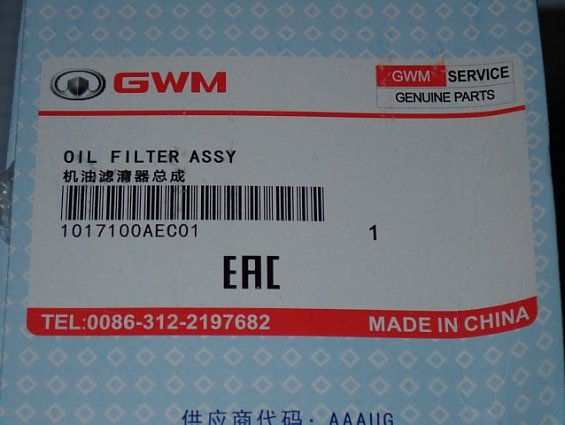 GWM
GWM SERVICE
GENUINE PARTS
OIL FILTER ASSY
机油滤清器总成
1017100AEC01
1
EAC
TEL:0086-312-2197682
MADE IN CHINA
供应商代码: AAAUG